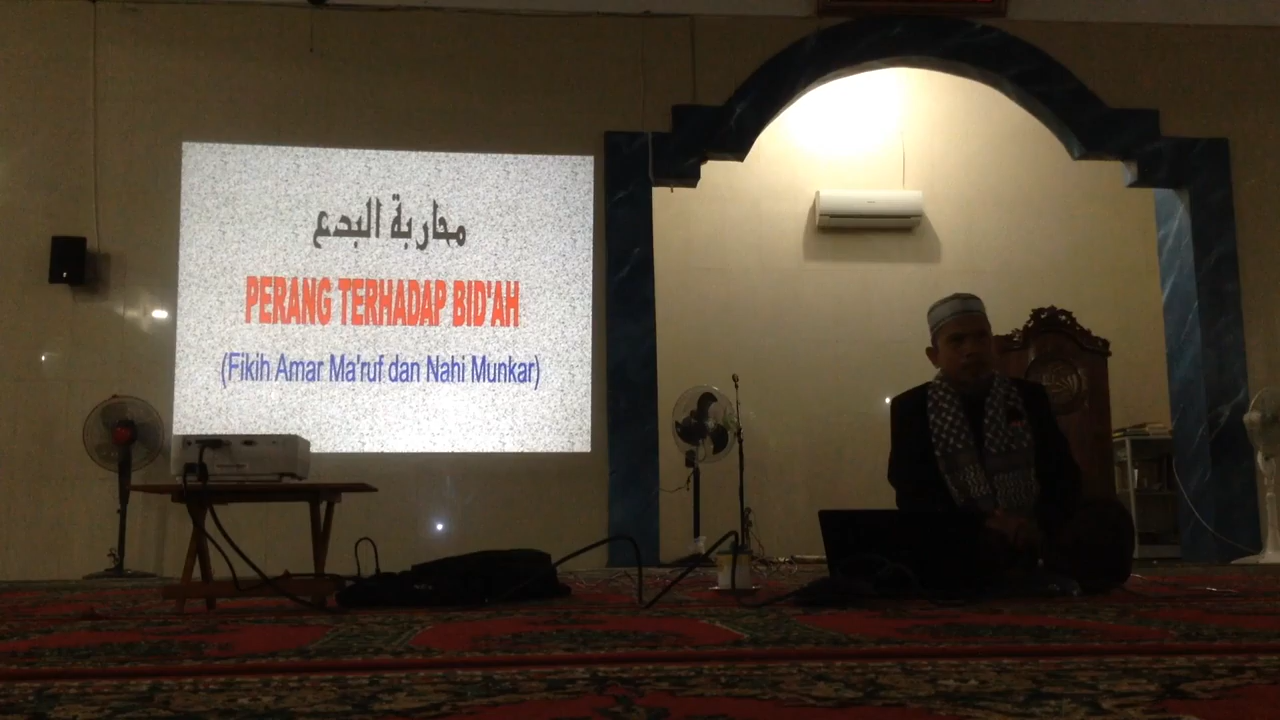 محاربة البدع
PERANG TERHADAP BID'AH
(Fikih Amar Ma'ruf dan Nahi Munkar)